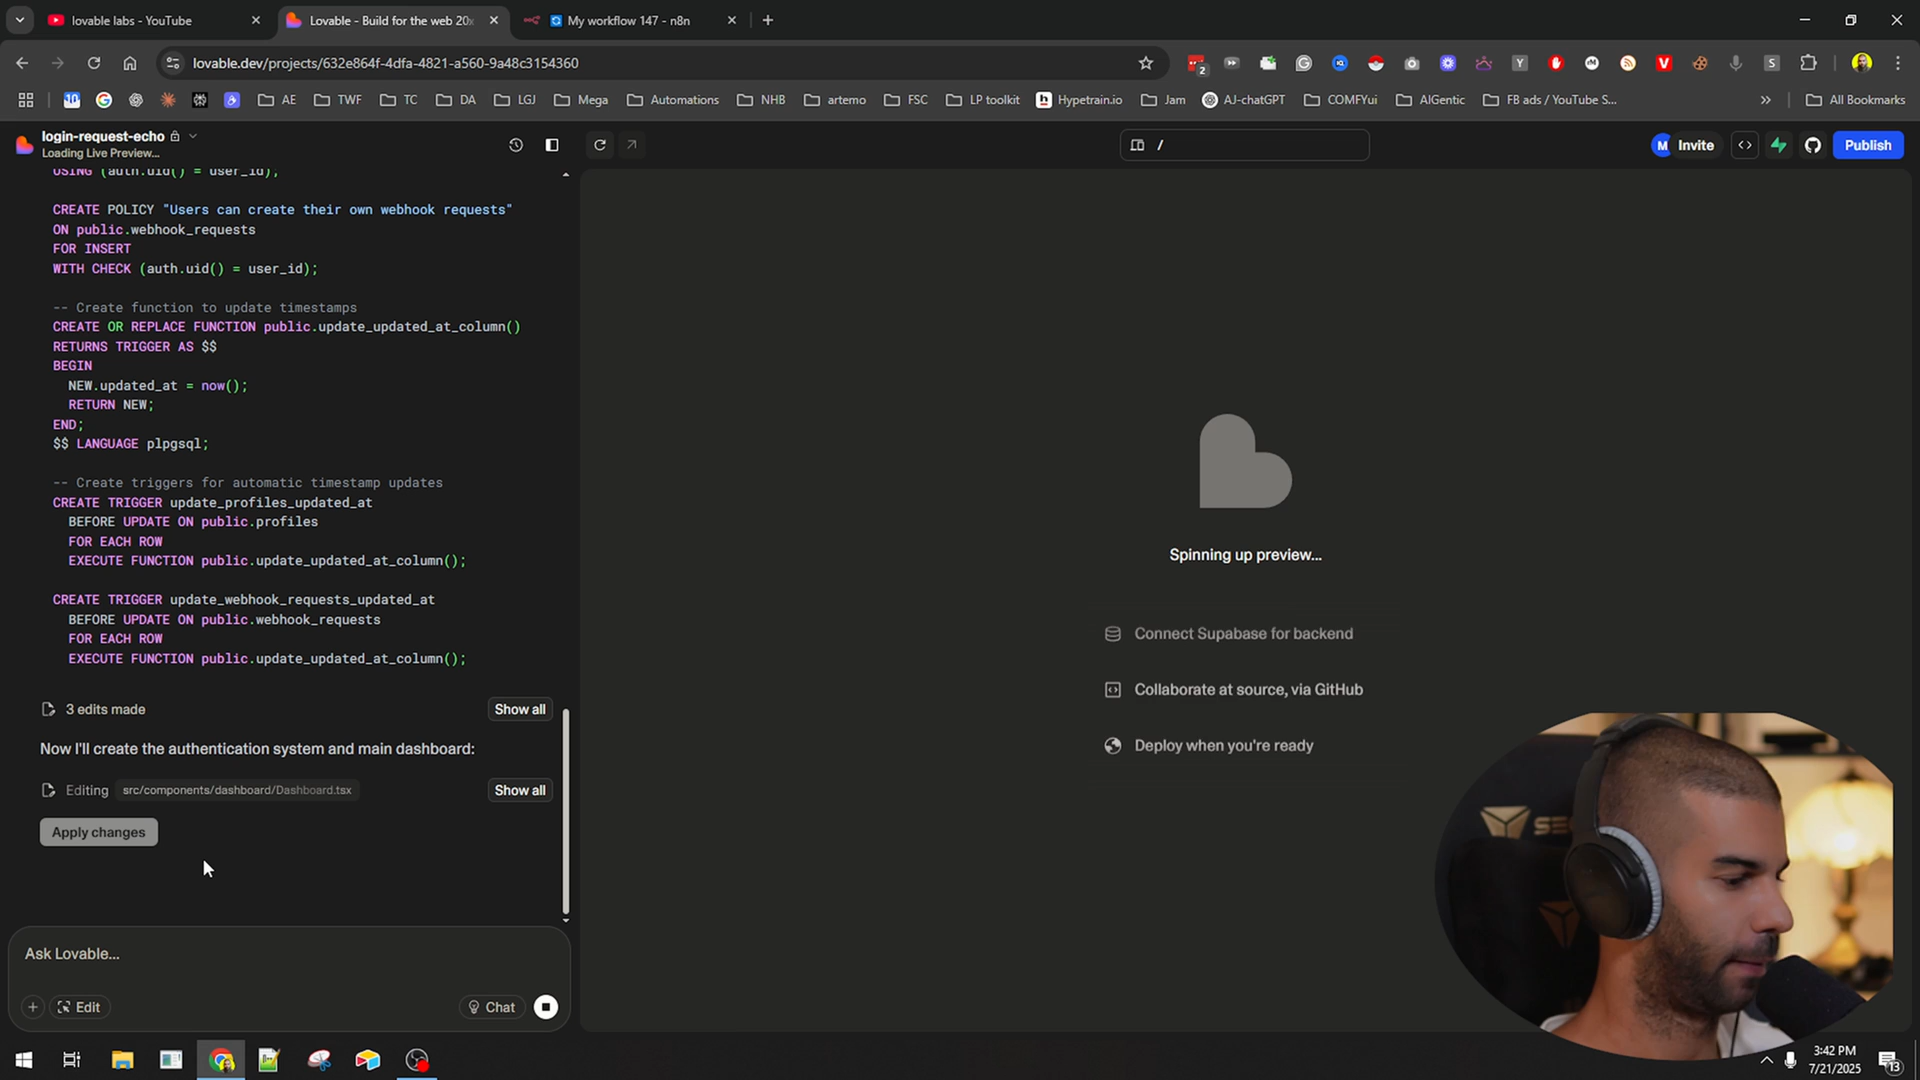 lovable labs - YouTube
Lovable - Build for the web 20x
My workflow 147 - n8n
lovable.dev/projects/632e864f-4dfa-4821-a560-9a48c3154360
2
AE
TWF
TC
DA
LGJ
Mega
Automations
NHB
artemo
FSC
LP toolkit
Hypetrain.io
Jam
AJ-chatGPT
COMFYui
AIGentic
FB ads / YouTube S...
All Bookmarks
login-request-echo
Loading Live Preview...
/
M
Invite
Publish
USING (auth.uid() = user_id);
CREATE POLICY "Users can create their own webhook requests"
ON public.webhook_requests
FOR INSERT
WITH CHECK (auth.uid() = user_id);
-- Create function to update timestamps
CREATE OR REPLACE FUNCTION public.update_updated_at_column()
RETURNS TRIGGER AS $$
BEGIN
NEW.updated_at = now();
RETURN NEW;
END;
$$ LANGUAGE plpgsql;
-- Create triggers for automatic timestamp updates
CREATE TRIGGER update_profiles_updated_at
BEFORE UPDATE ON public.profiles
FOR EACH ROW
EXECUTE FUNCTION public.update_updated_at_column();
CREATE TRIGGER update_webhook_requests_updated_at
BEFORE UPDATE ON public.webhook_requests
FOR EACH ROW
EXECUTE FUNCTION public.update_updated_at_column();
3 edits made
Show all
Now I'll create the authentication system and main dashboard:
Editing src/components/dashboard/Dashboard.tsx
Show all
Apply changes
Ask Lovable...
Edit
Chat
Spinning up preview...
Connect Supabase for backend
Collaborate at source, via GitHub
Deploy when you're ready
3:42 PM
7/21/2025
13